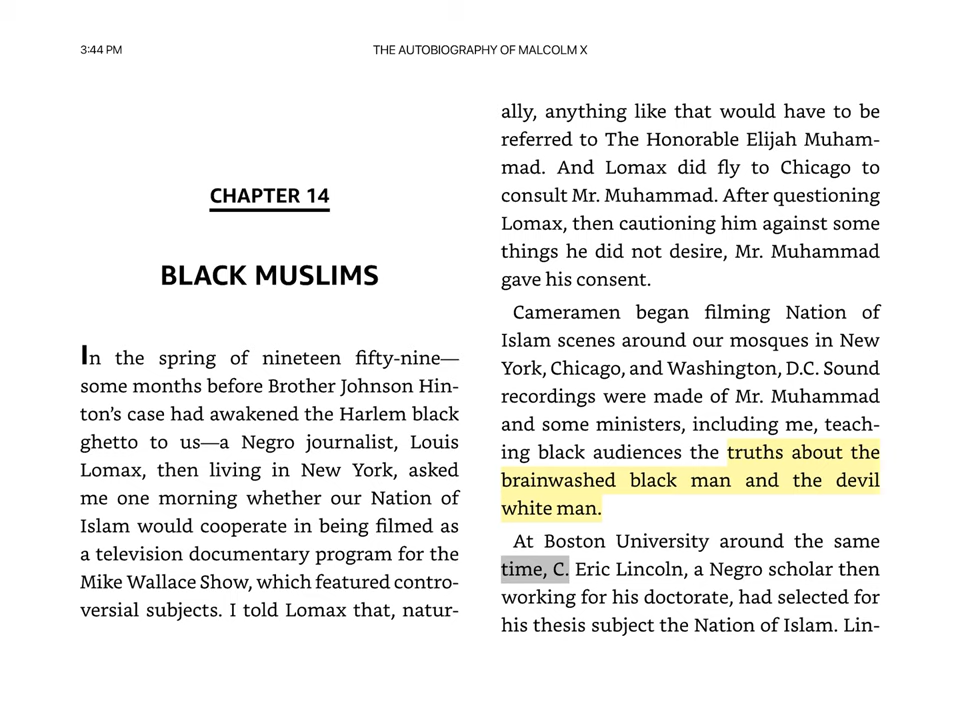 3:44 PM
THE AUTOBIOGRAPHY OF MALCOLM X
CHAPTER 14
BLACK MUSLIMS
In the spring of nineteen fifty-nine—
some months before Brother Johnson Hin-
ton's case had awakened the Harlem black
ghetto to us—a Negro journalist, Louis
Lomax, then living in New York, asked
me one morning whether our Nation of
Islam would cooperate in being filmed as
a television documentary program for the
Mike Wallace Show, which featured contro-
versial subjects. I told Lomax that, natur-
ally, anything like that would have to be
referred to The Honorable Elijah Muham-
mad. And Lomax did fly to Chicago to
consult Mr. Muhammad. After questioning
Lomax, then cautioning him against some
things he did not desire, Mr. Muhammad
gave his consent.
Cameramen began filming Nation of
Islam scenes around our mosques in New
York, Chicago, and Washington, D.C. Sound
recordings were made of Mr. Muhammad
and some ministers, including me, teach-
ing black audiences the truths about the
brainwashed black man and the devil
white man.
At Boston University around the same
time, C. Eric Lincoln, a Negro scholar then
working for his doctorate, had selected for
his thesis subject the Nation of Islam. Lin-